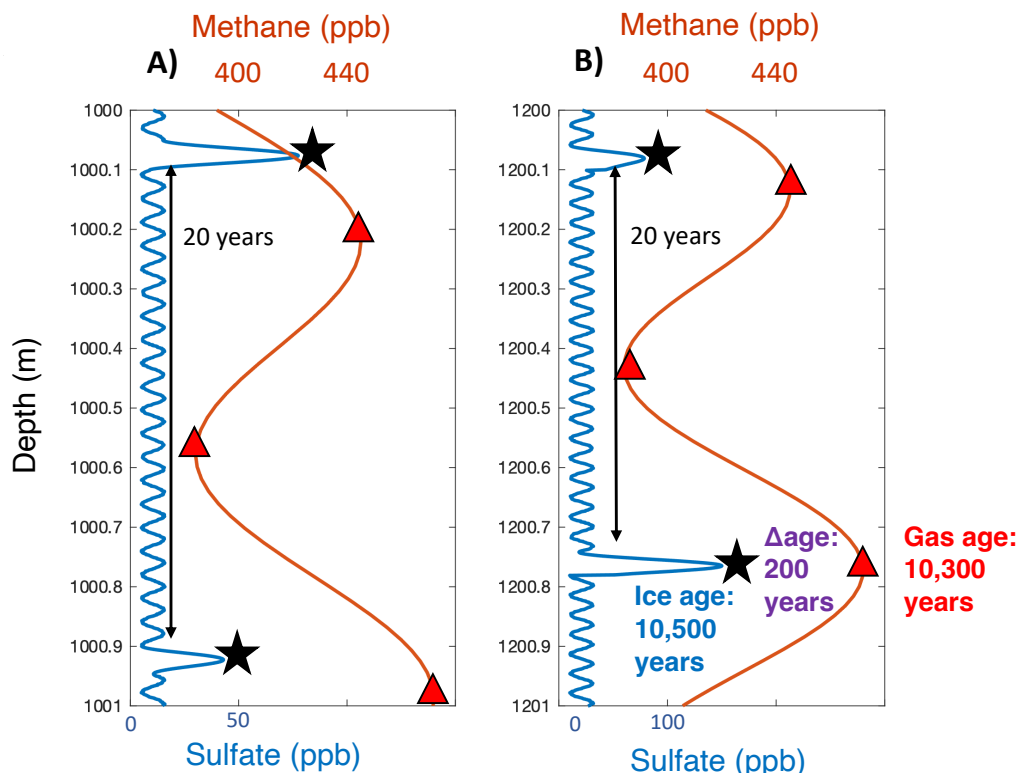 Methane (ppb)
A)
400
440
Depth (m)
1000
1000.1
1000.2
1000.3
1000.4
1000.5
1000.6
1000.7
1000.8
1000.9
1001
20 years
0
50
Sulfate (ppb)
Methane (ppb)
B)
400
440
1200
1200.1
1200.2
1200.3
1200.4
1200.5
1200.6
1200.7
1200.8
1200.9
1201
20 years
Ice age:
10,500
years
Δage:
200
years
Gas age:
10,300
years
0
100
Sulfate (ppb)